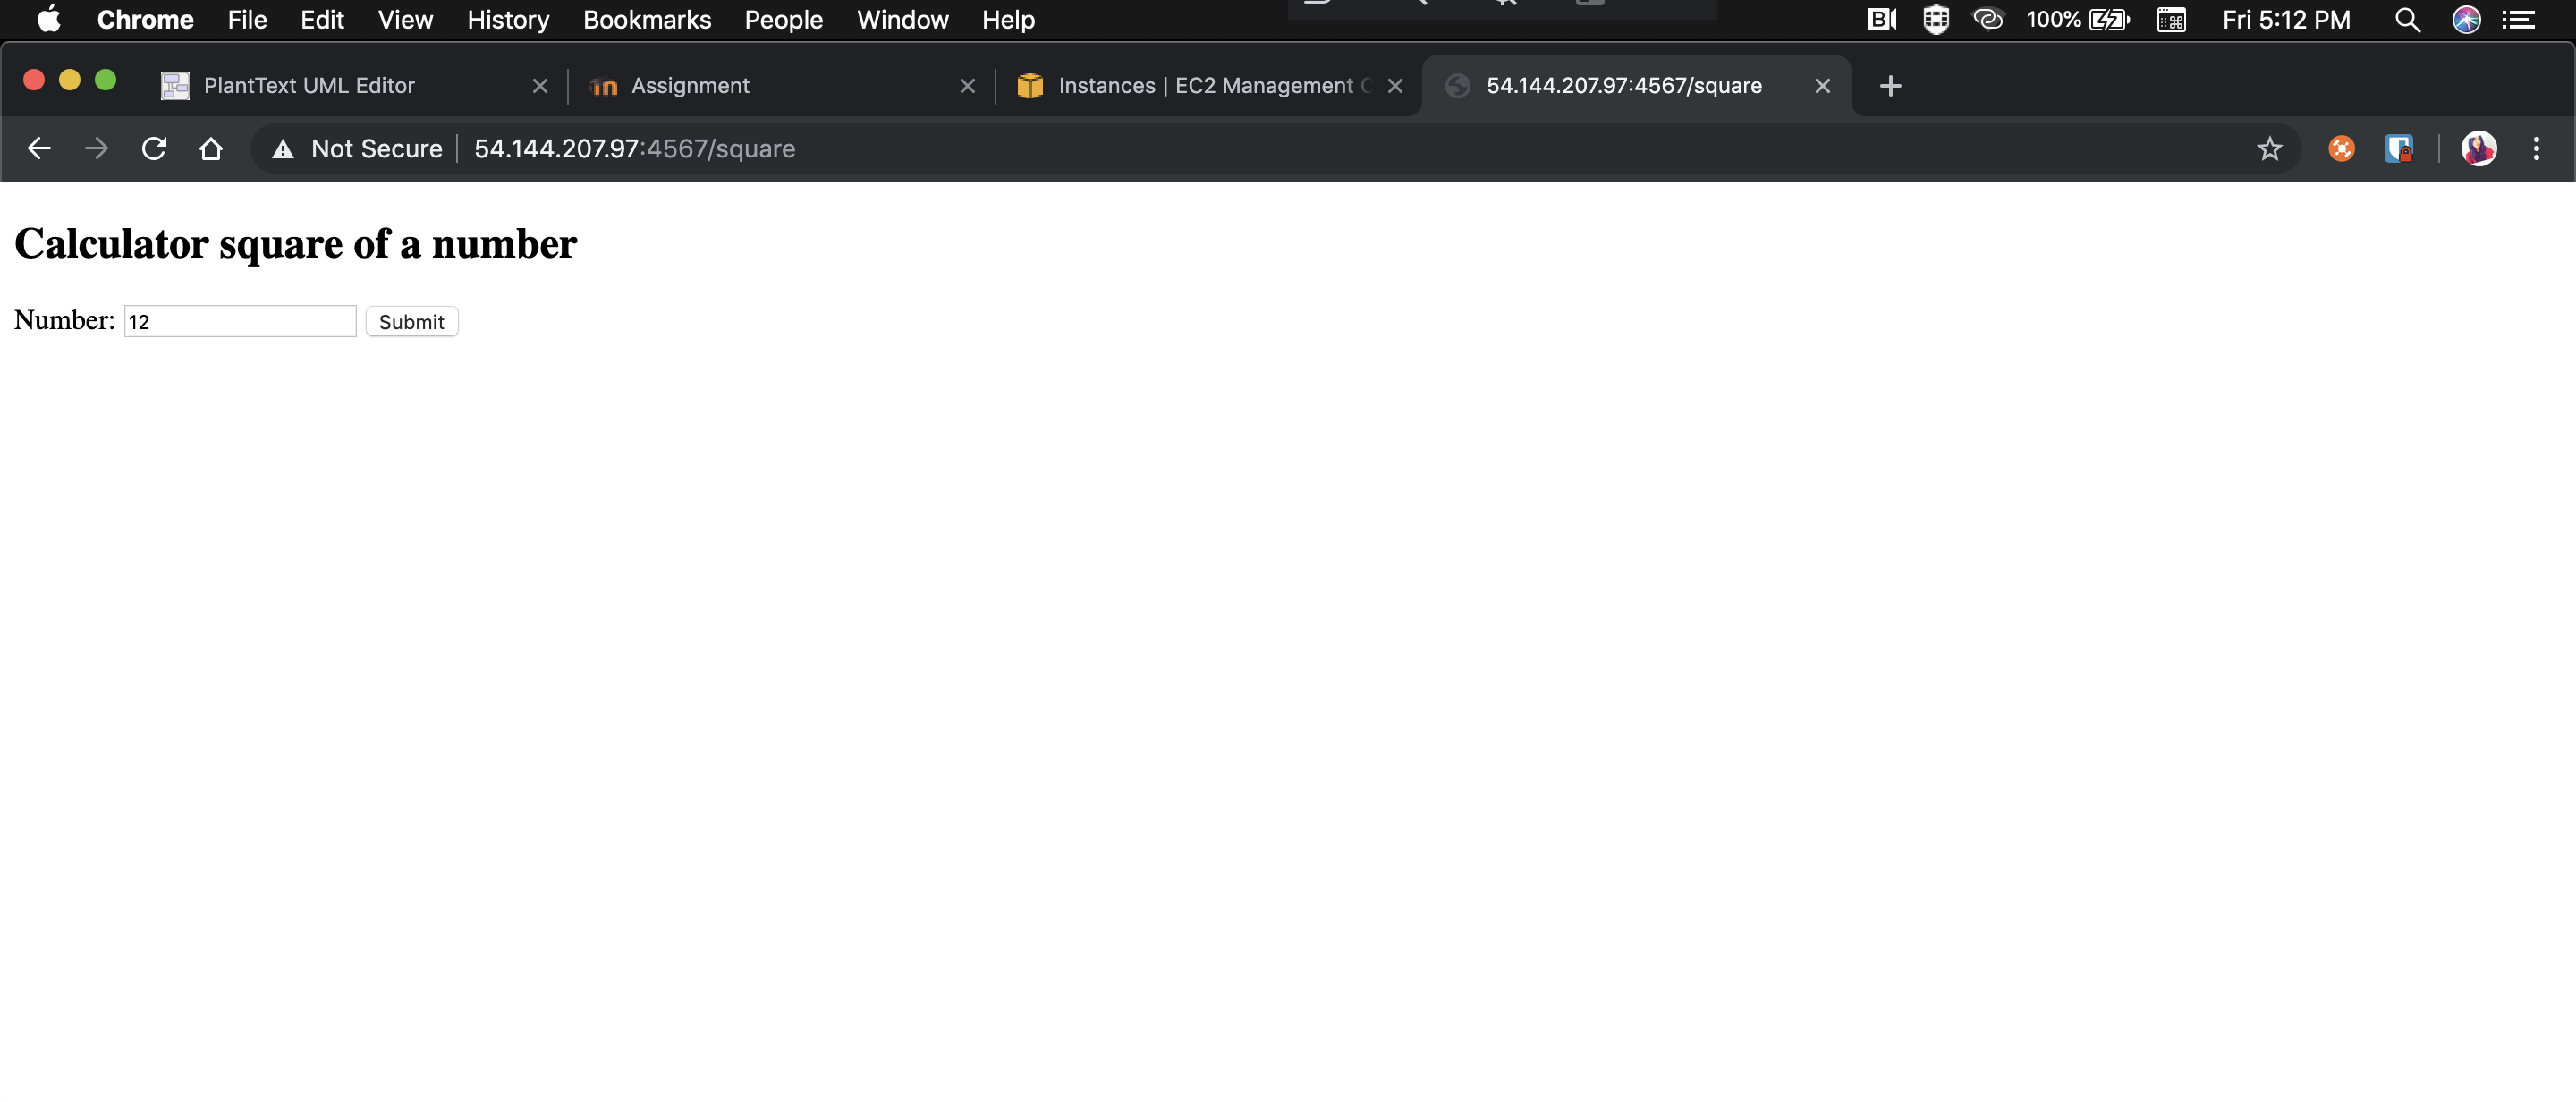 Chrome File Edit View History Bookmarks People Window Help 100% Fri 5:12 PM
PlantText UML Editor Assignment Instances | EC2 Management C 54.144.207.97:4567/square
Not Secure 54.144.207.97:4567/square
Calculator square of a number
Number: 12 Submit